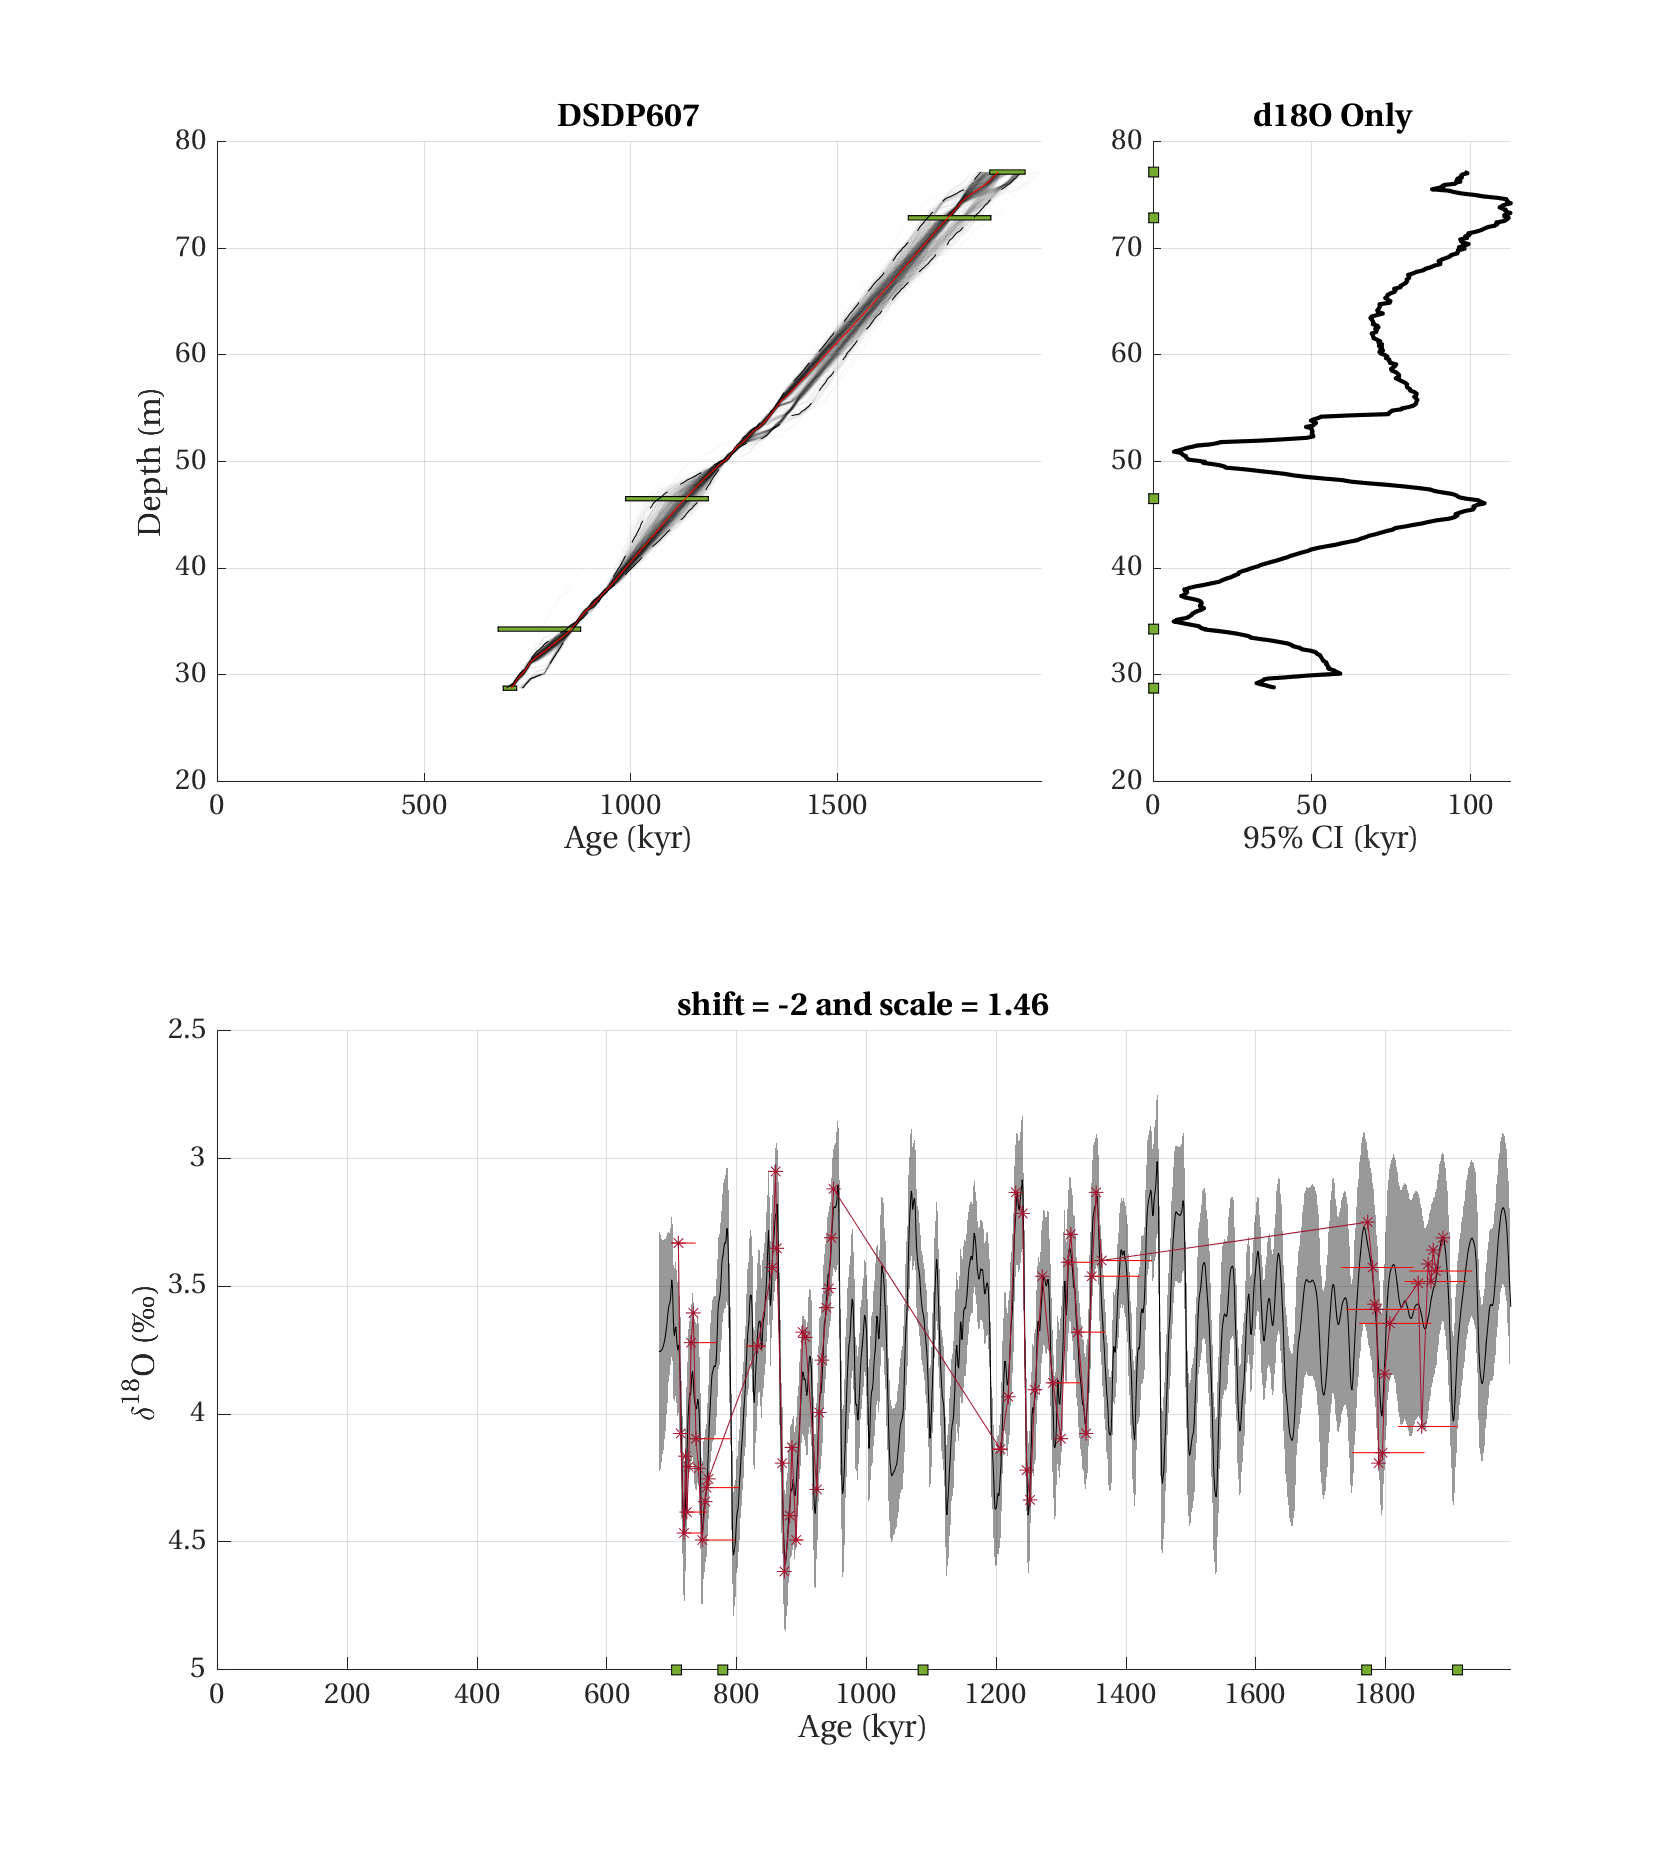 DSDP607
80
70
60
50
40
30
20
Depth (m)
0 500 1000 1500
Age (kyr)
d18O Only
80
70
60
50
40
30
20
0 50 100
95% CI (kyr)
shift = -2 and scale = 1.46
2.5
3
3.5
4
4.5
5
δ¹⁸O (‰)
0 200 400 600 800 1000 1200 1400 1600 1800
Age (kyr)